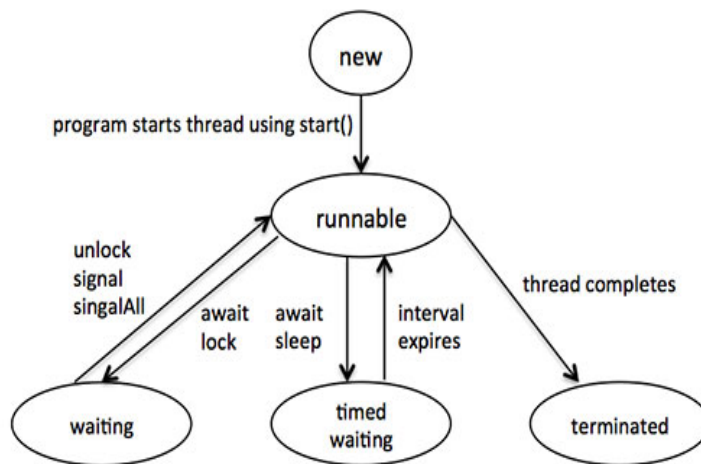 new
program starts thread using start()
runnable
unlock
signal
singalAll
await
lock
await
sleep
interval
expires
thread completes
waiting
timed
waiting
terminated